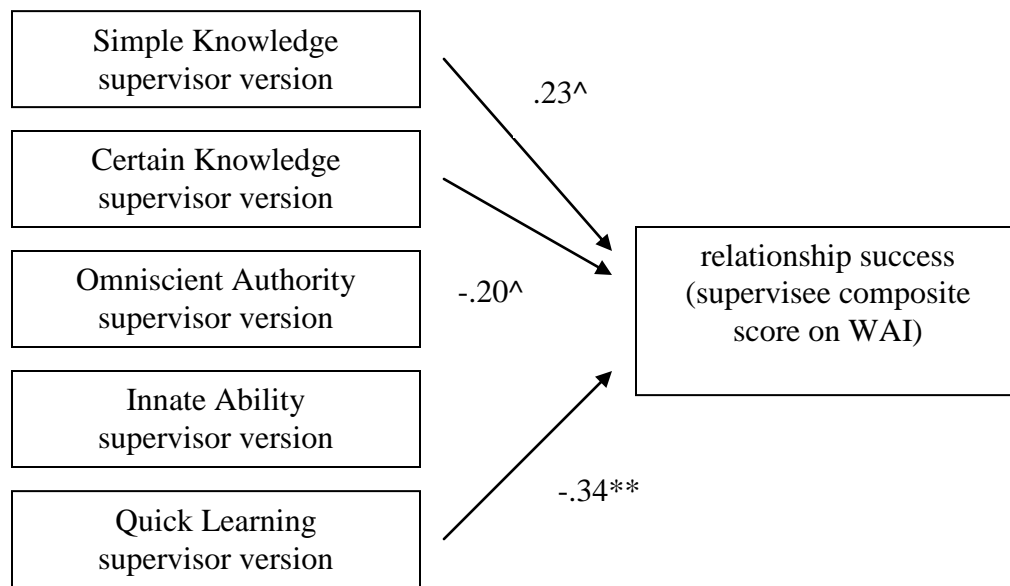 Simple Knowledge
supervisor version
.23^
Certain Knowledge
supervisor version
Omniscient Authority
supervisor version
-.20^
relationship success
(supervisee composite
score on WAI)
Innate Ability
supervisor version
Quick Learning
supervisor version
-.34**